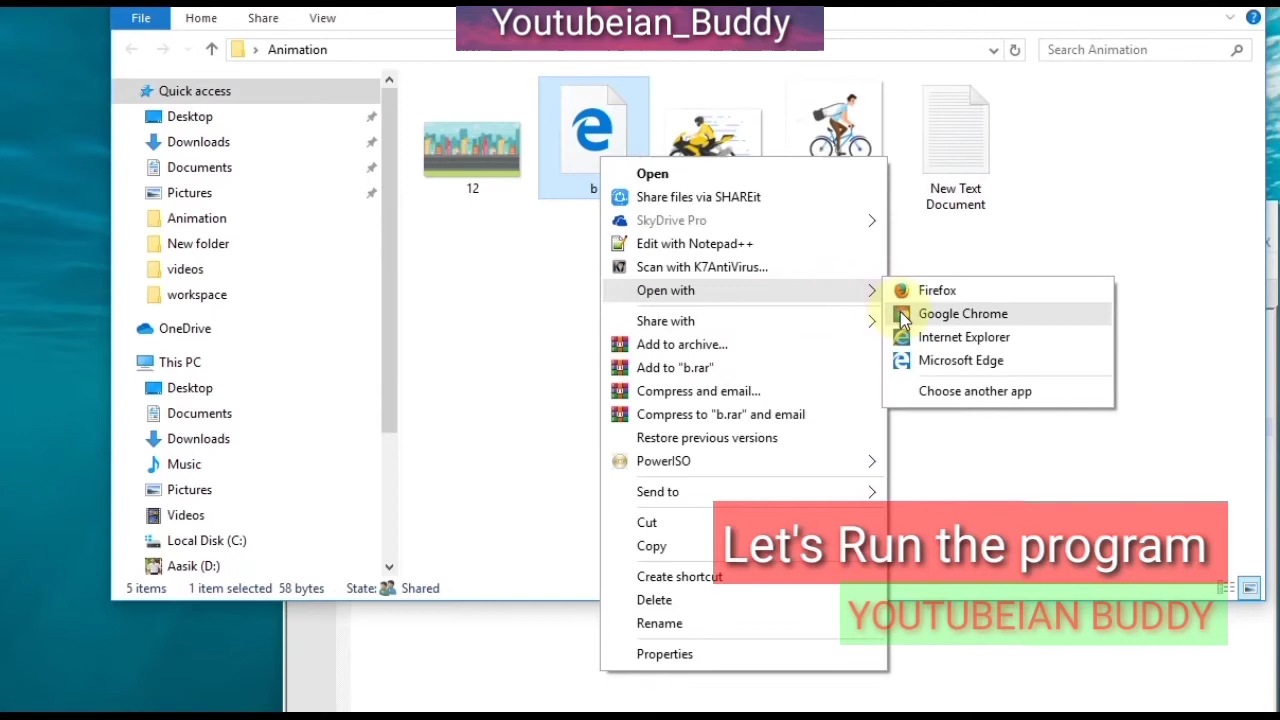 Youtubeian_Buddy
File
Home
Share
View
Animation
Search Animation
Quick access
Desktop
Downloads
Documents
Pictures
Animation
New folder
videos
workspace
OneDrive
This PC
Desktop
Documents
Downloads
Music
Pictures
Videos
Local Disk (C:)
Aasik (D:)
12
b
New Text
Document
Open
Share files via SHAREit
SkyDrive Pro
Edit with Notepad++
Scan with K7AntiVirus...
Open with
Share with
Add to archive...
Add to "b.rar"
Compress and email...
Compress to "b.rar" and email
Restore previous versions
PowerISO
Send to
Cut
Copy
Create shortcut
Delete
Rename
Properties
Firefox
Google Chrome
Internet Explorer
Microsoft Edge
Choose another app
Let's Run the program
YOUTUBEIAN BUDDY
5 items
1 item selected
58 bytes
State:
Shared